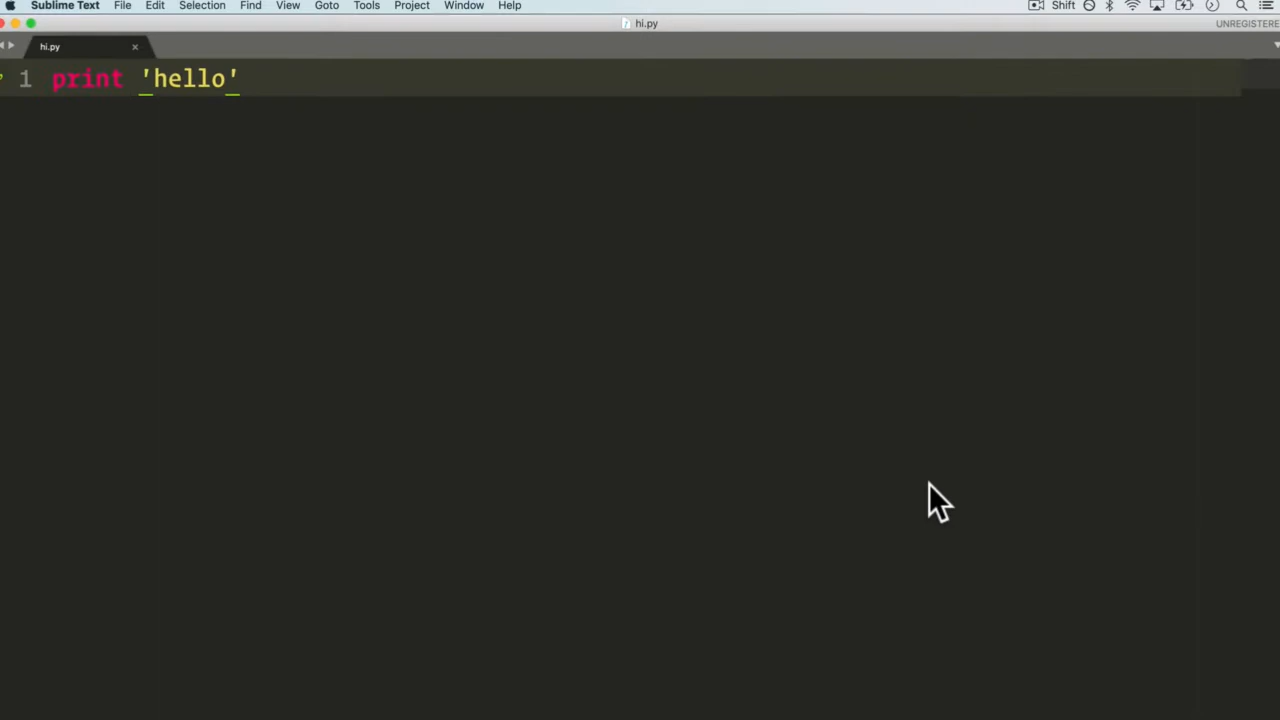 Sublime Text File Edit Selection Find View Goto Tools Project Window Help Shift
hi.py UNREGISTERE
hi.py
1 print 'hello'